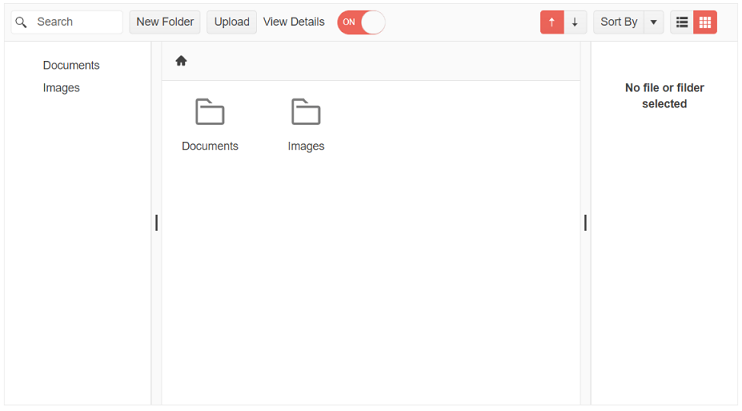 Search New Folder Upload View Details ON Sort By
Documents
Images
Documents Images
No file or filder
selected